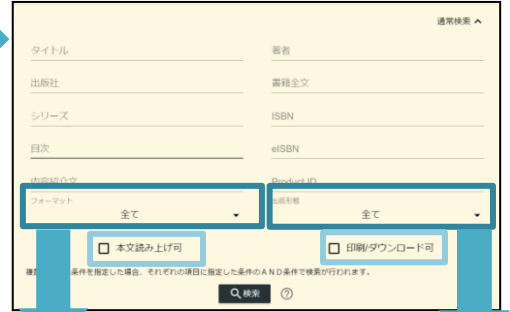 通常検索
タイトル 著者
出版社 書籍全文
シリーズ ISBN
目次 eISBN
内容紹介文 Product ID
フォーマット 出版形態
全て 全て
本文読み上げ可 印刷/ダウンロード可
条件を指定した場合、それぞれの項目に指定した条件のAND条件で検索が行われます。
検索